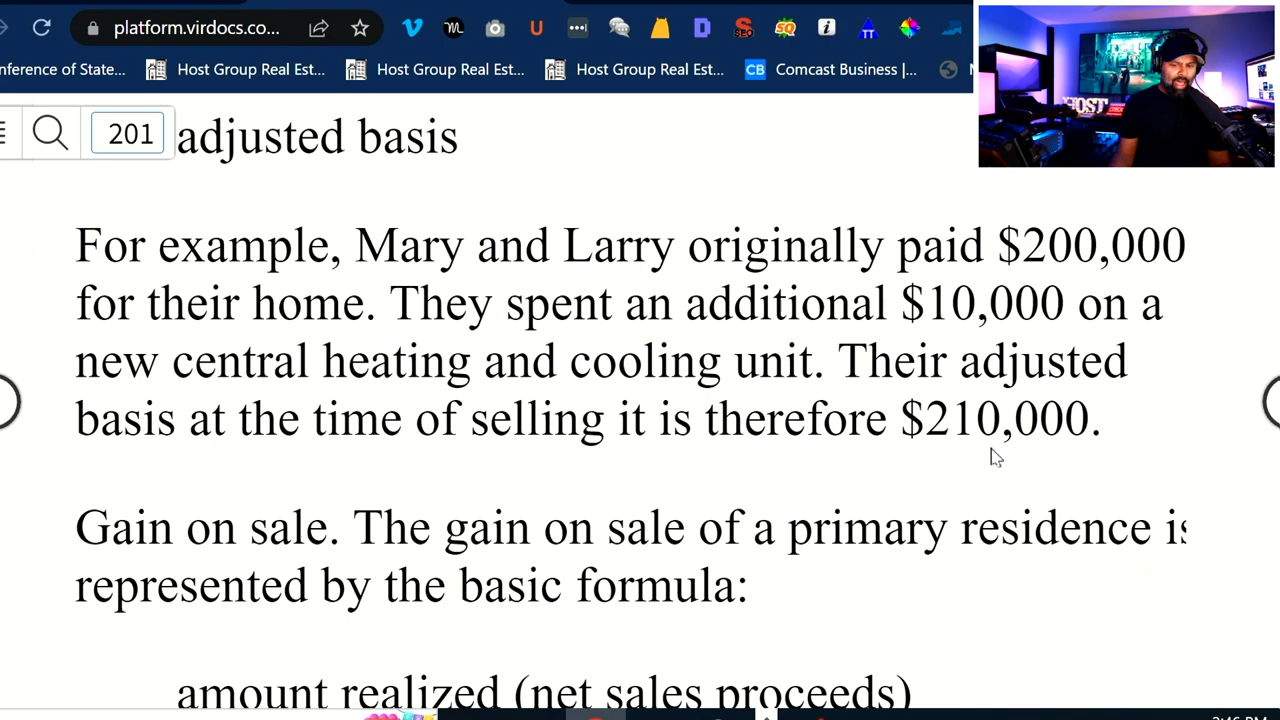 platform.virdocs.co...
nference of State...
Host Group Real Est...
Host Group Real Est...
Host Group Real Est...
CB Comcast Business |...
201
adjusted basis
For example, Mary and Larry originally paid $200,000
for their home. They spent an additional $10,000 on a
new central heating and cooling unit. Their adjusted
basis at the time of selling it is therefore $210,000.
Gain on sale. The gain on sale of a primary residence is
represented by the basic formula:
amount realized (net sales proceeds)